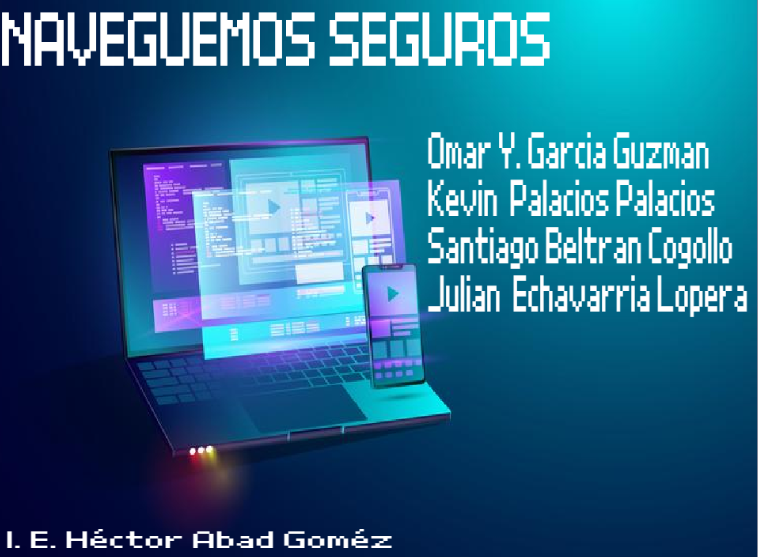 NAVEGUEMOS SEGUROS
Omar Y. Garcia Guzman
Kevin Palacios Palacios
Santiago Beltran Cogollo
Julian Echavarria Lopera
I. E. Héctor Abad Goméz